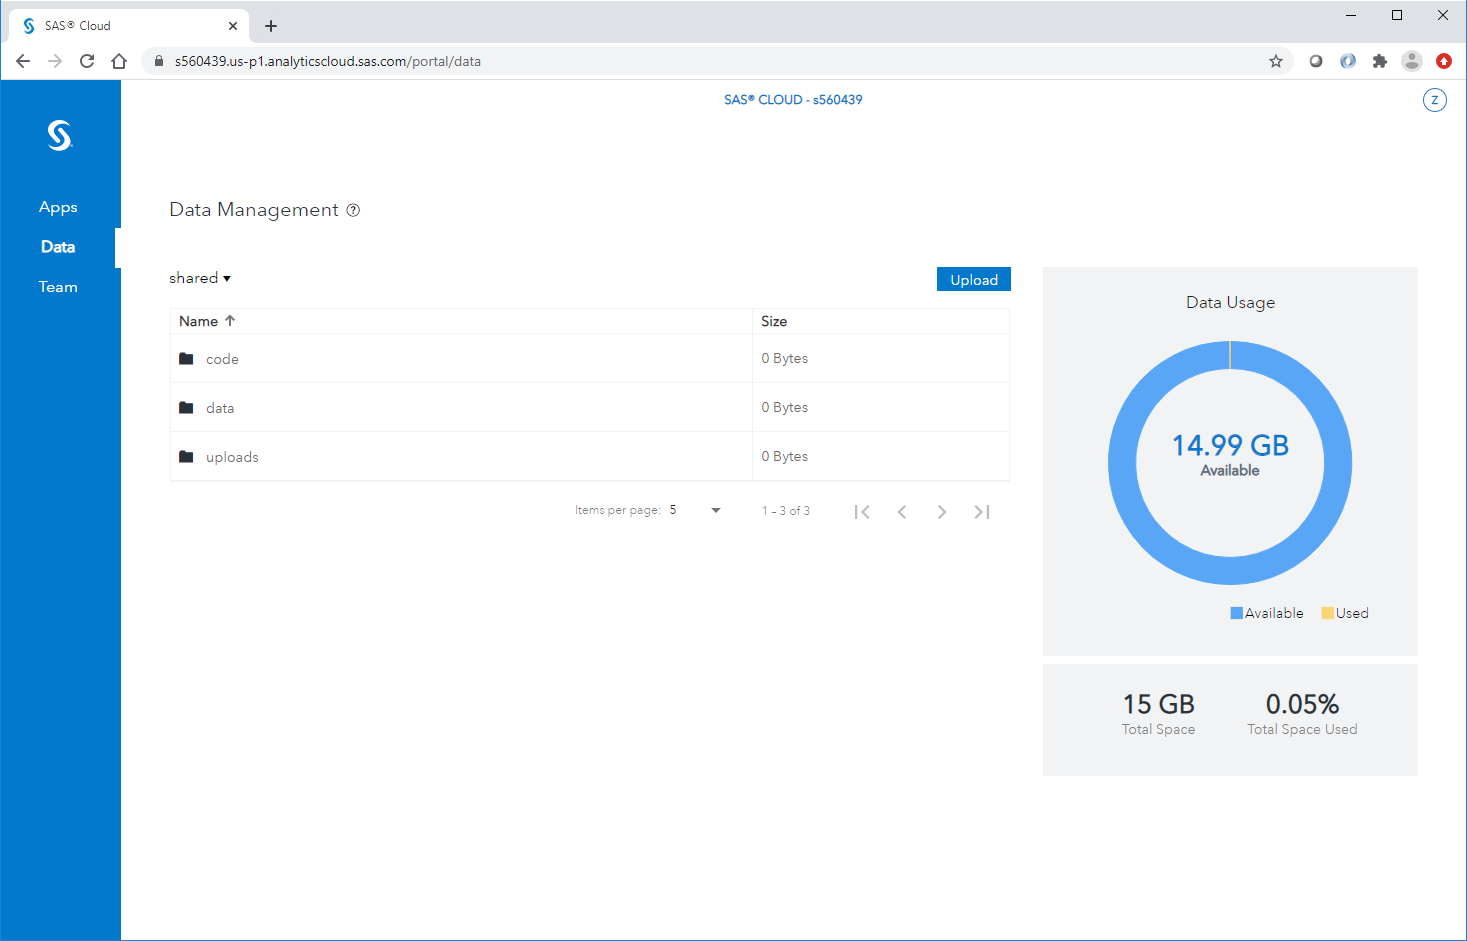 SAS® Cloud
s560439.us-p1.analyticscloud.sas.com/portal/data
SAS® CLOUD - s560439
Z
Apps
Data
Team
Data Management
shared
Upload
Name Size
code 0 Bytes
data 0 Bytes
uploads 0 Bytes
Items per page: 5 1 – 3 of 3
Data Usage
14.99 GB
Available
Available Used
15 GB 0.05%
Total Space Total Space Used